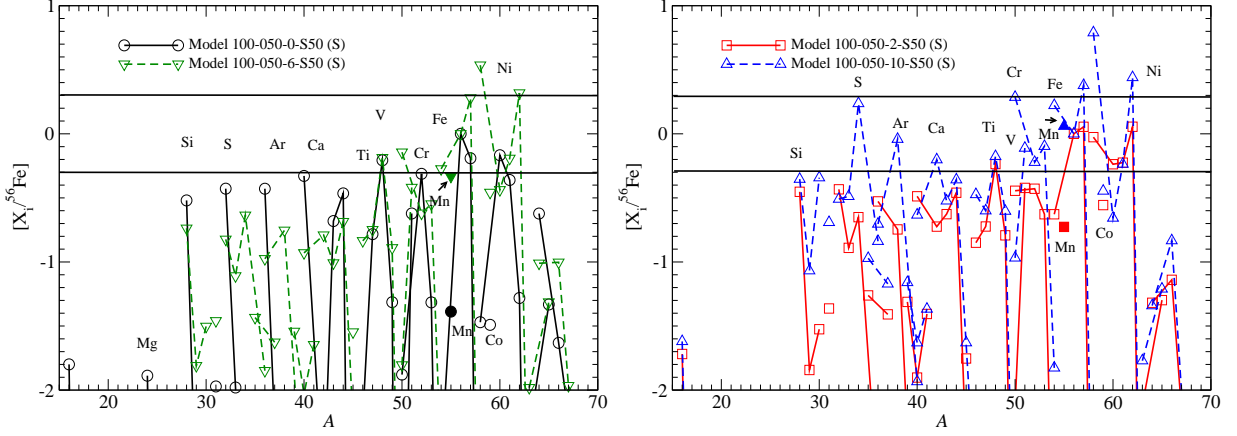 1
0
-1
-2
[Xi/56Fe]
20
30
40
50
60
70
A
Model 100-050-0-S50 (S)
Model 100-050-6-S50 (S)
Mg
Si
S
Ar
Ca
Ti
V
Cr
Fe
Mn
Mn
Co
Ni
1
0
-1
-2
[Xi/56Fe]
20
30
40
50
60
70
A
Model 100-050-2-S50 (S)
Model 100-050-10-S50 (S)
Si
S
Ar
Ca
Ti
V
Cr
Fe
Mn
Mn
Co
Ni